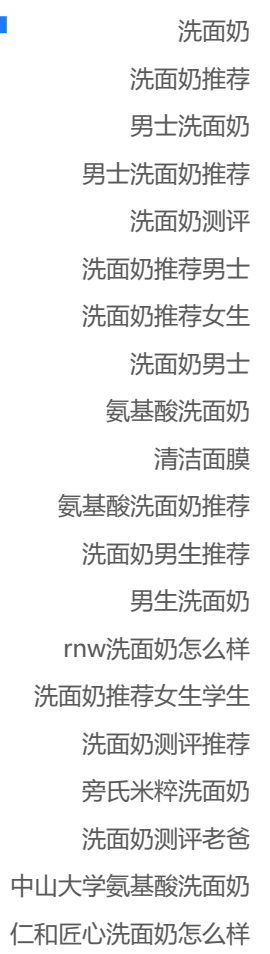 洗面奶
洗面奶推荐
男士洗面奶
男士洗面奶推荐
洗面奶测评
洗面奶推荐男士
洗面奶推荐女生
洗面奶男士
氨基酸洗面奶
清洁面膜
氨基酸洗面奶推荐
洗面奶男生推荐
男生洗面奶
rnw洗面奶怎么样
洗面奶推荐女生学生
洗面奶测评推荐
旁氏米粹洗面奶
洗面奶测评老爸
中山大学氨基酸洗面奶
仁和匠心洗面奶怎么样